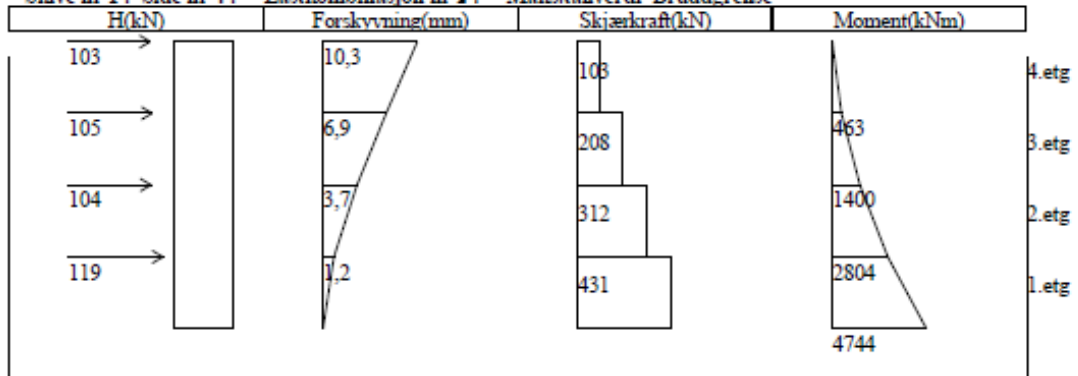 H(kN) Forskyvning(mm) Skjærkraft(kN) Moment(kNm)
103 10,3 103 4.etg
105 6,9 208 463 3.etg
104 3,7 312 1400 2.etg
119 1,2 431 2804 1.etg
4744